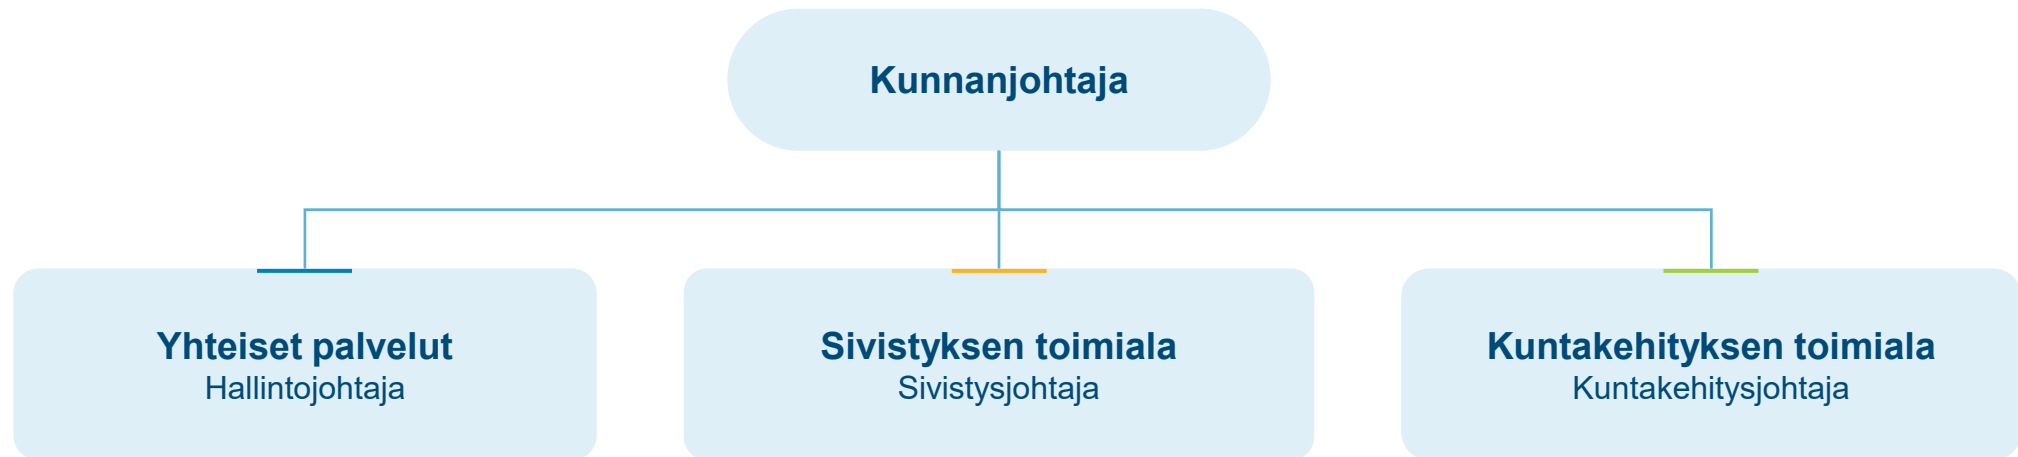 Kunnanjohtaja
Yhteiset palvelut
Hallintojohtaja
Sivistyksen toimiala
Sivistysjohtaja
Kuntakehityksen toimiala
Kuntakehitysjohtaja